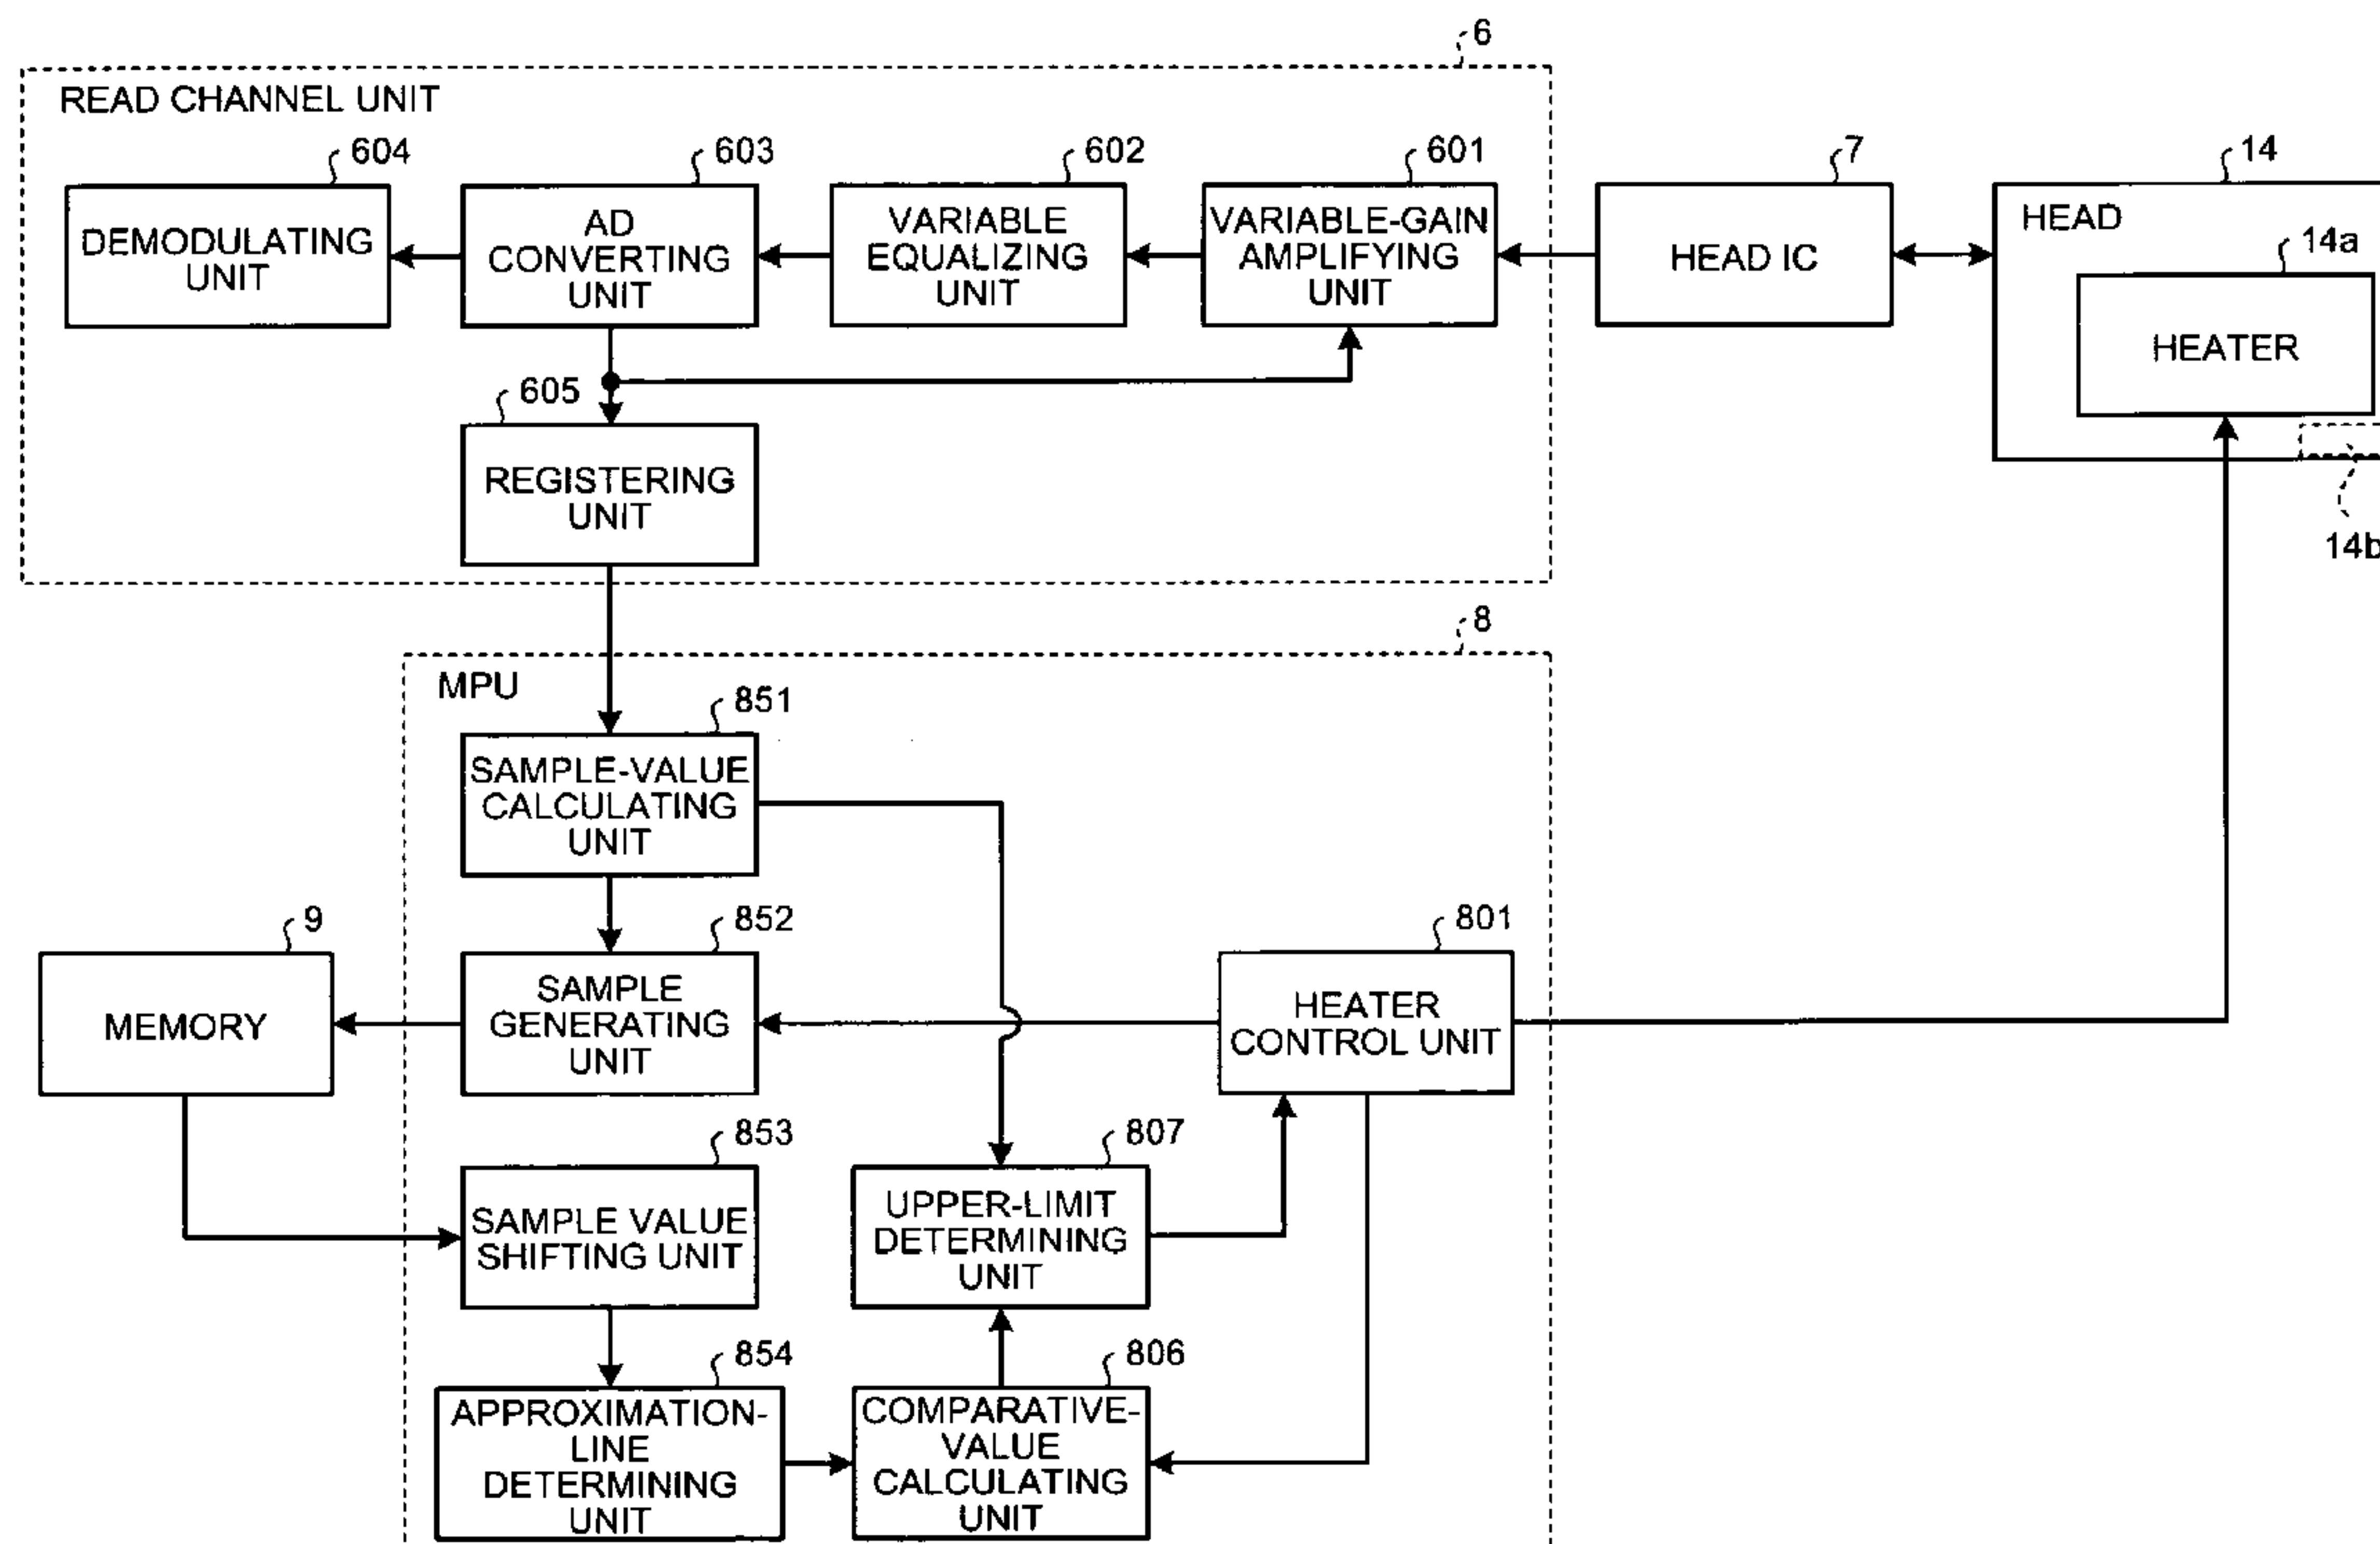 6
READ CHANNEL UNIT
604
603
602
601
7
14
DEMODULATING
UNIT
AD
CONVERTING
UNIT
VARIABLE
EQUALIZING
UNIT
VARIABLE-GAIN
AMPLIFYING
UNIT
HEAD IC
HEAD
14a
HEATER
605
REGISTERING
UNIT
14b
8
MPU
851
SAMPLE-VALUE
CALCULATING
UNIT
9
852
801
MEMORY
SAMPLE
GENERATING
UNIT
HEATER
CONTROL UNIT
853
807
SAMPLE VALUE
SHIFTING UNIT
UPPER-LIMIT
DETERMINING
UNIT
854
806
APPROXIMATION-
LINE
DETERMINING
UNIT
COMPARATIVE-
VALUE
CALCULATING
UNIT